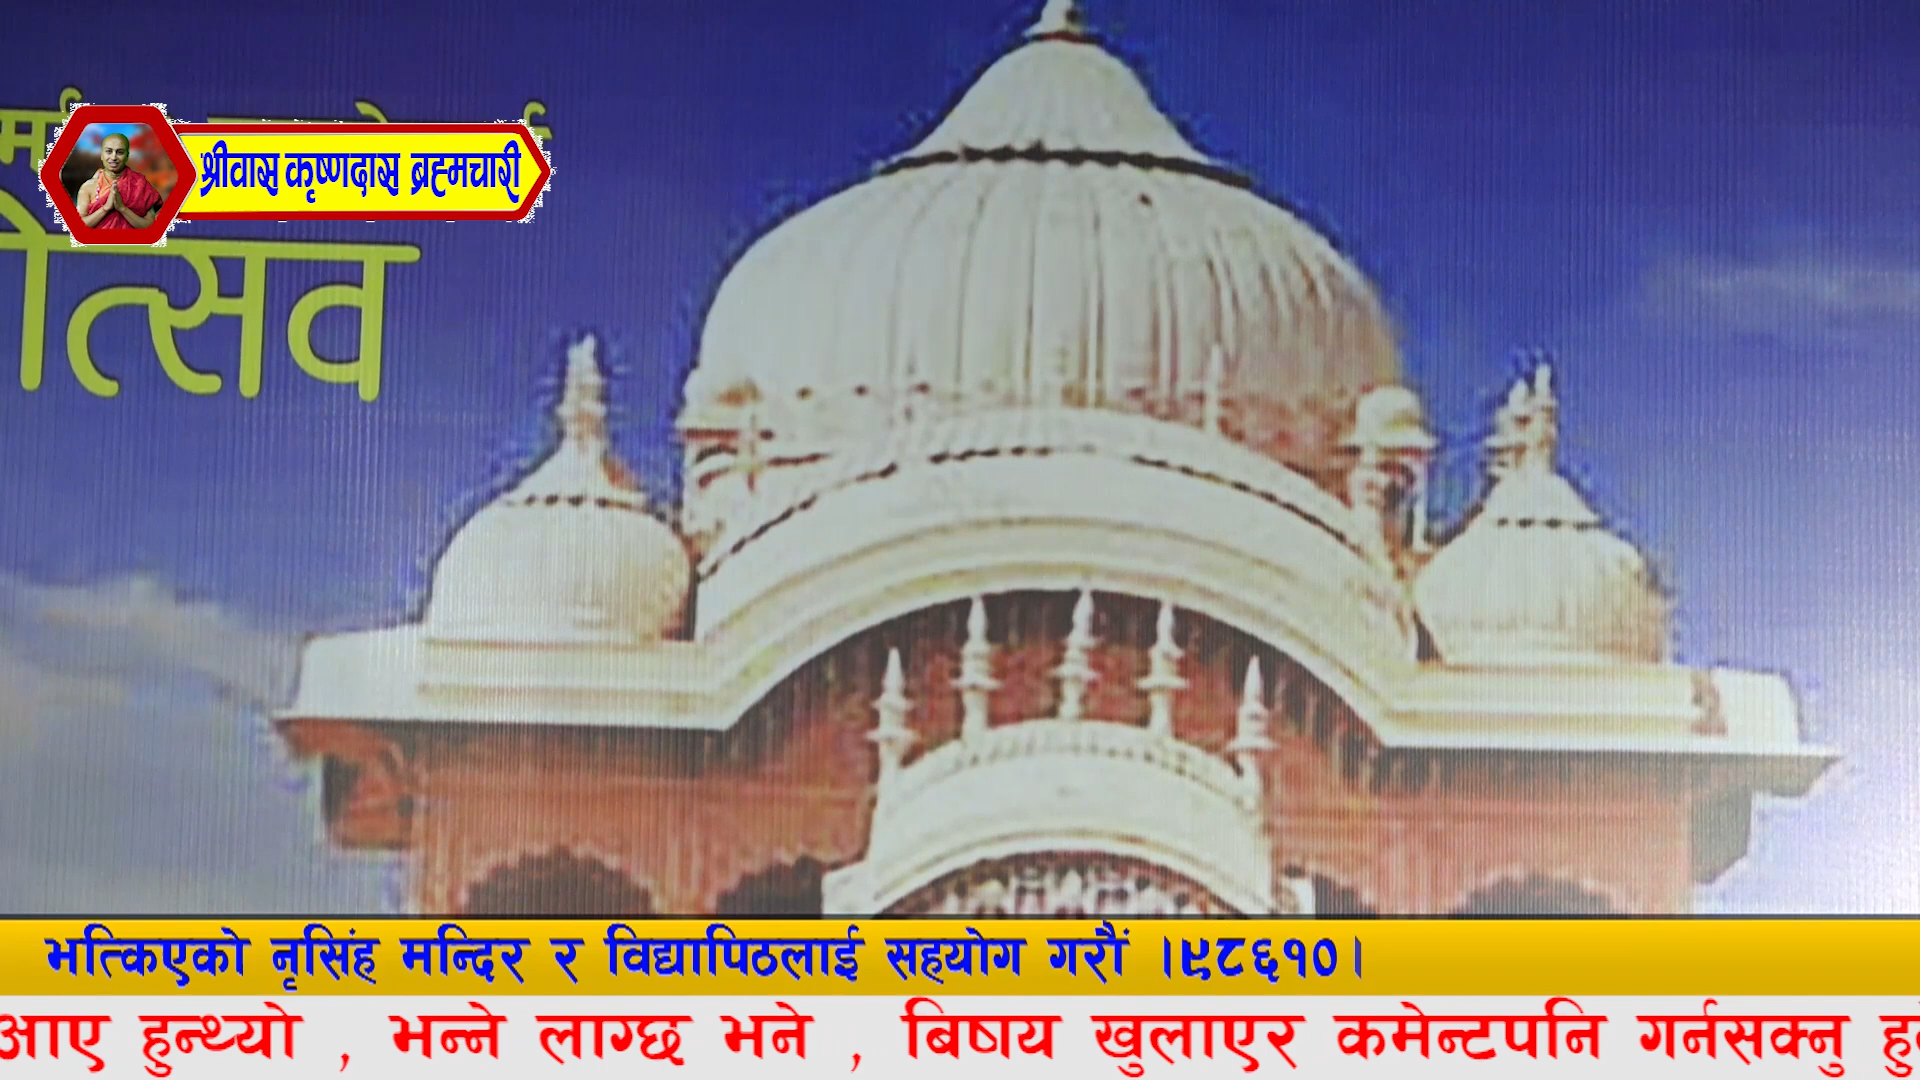 श्रीवास कृष्णदास ब्रह्मचारी
त्सव
भत्किएको नृसिंह मन्दिर र विद्यापिठलाई सहयोग गरौं ।९८६१०।
आए हुन्थ्यो , भन्ने लाग्छ भने , बिषय खुलाएर कमेन्टपनि गर्नसक्नु